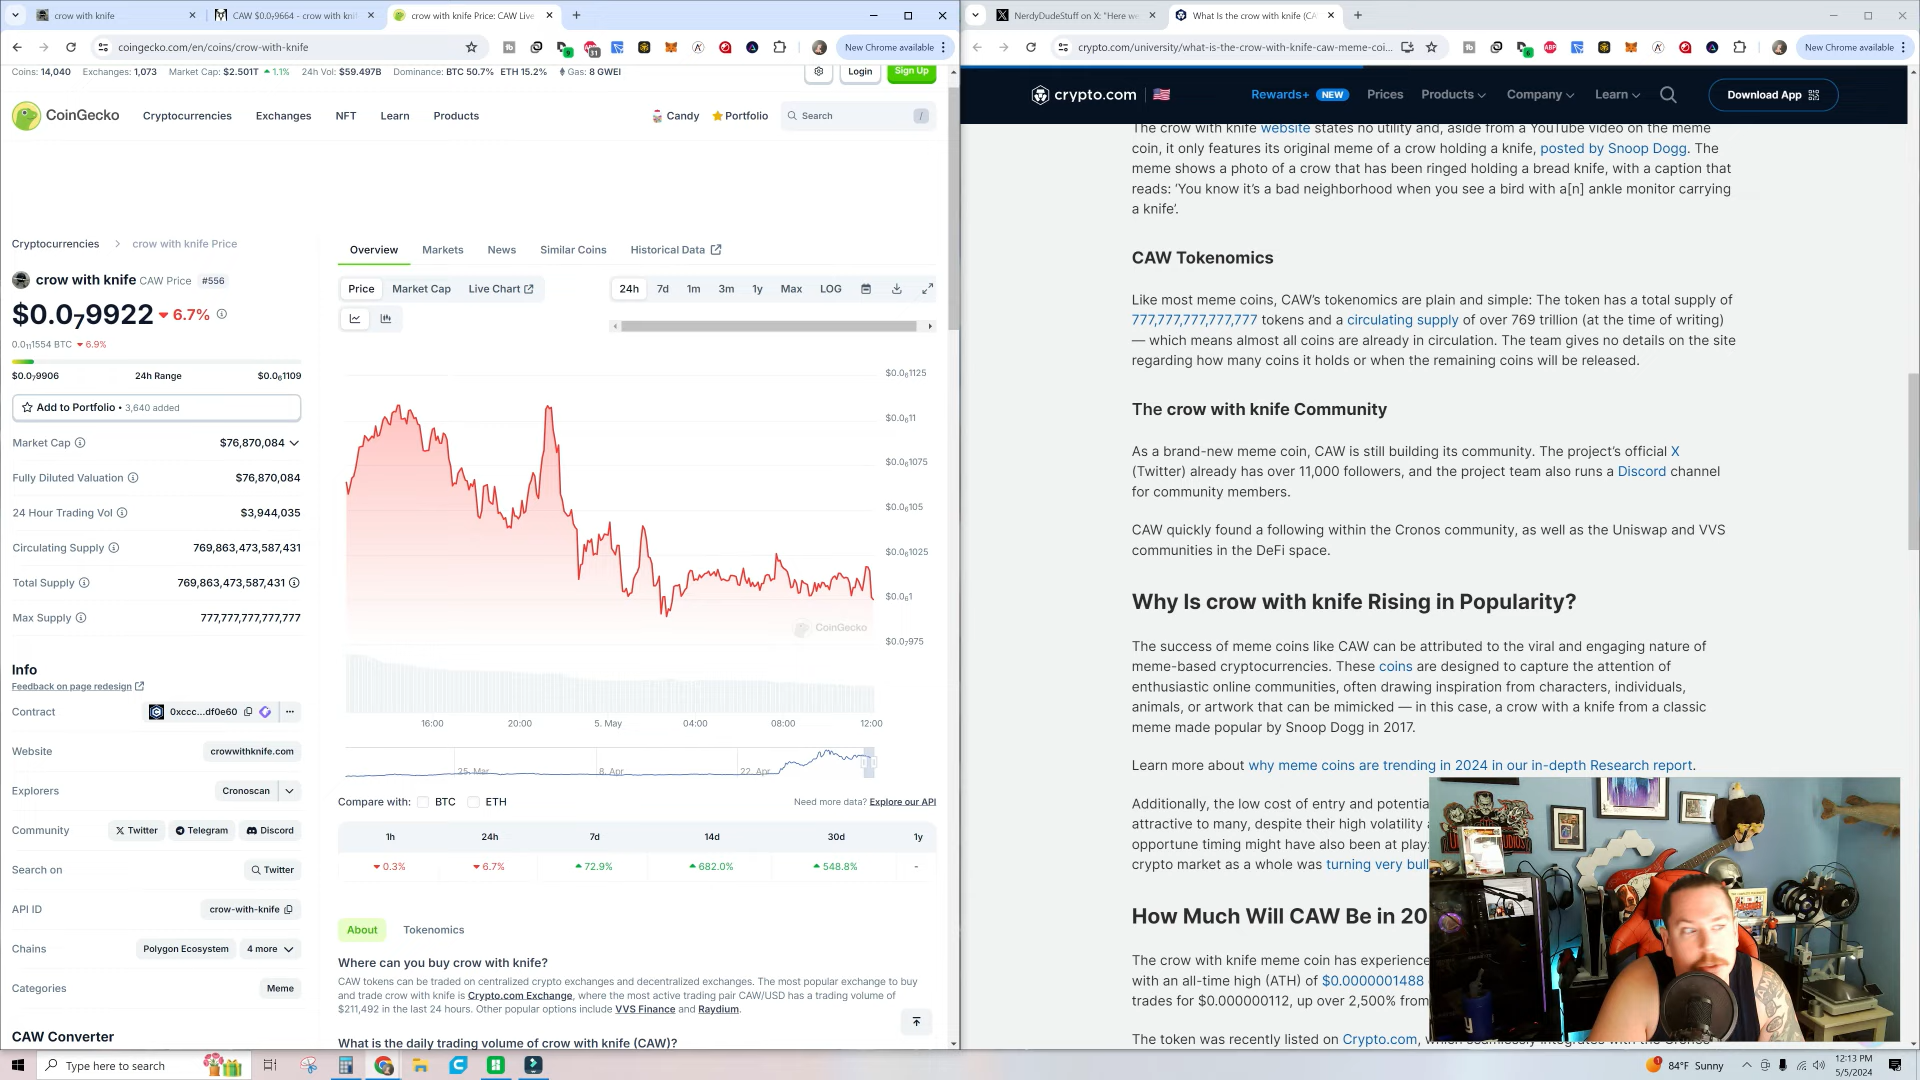 crow with knife
CAW $0.0₇9664 - crow with kni
crow with knife Price: CAW Live
coingecko.com/en/coins/crow-with-knife
New Chrome available
Coins: 14,040 Exchanges: 1,073 Market Cap: $2.501T 1.1% 24h Vol: $59.497B Dominance: BTC 50.7% ETH 15.2% Gas: 8 GWEI
Login
Sign Up
CoinGecko
Cryptocurrencies Exchanges NFT Learn Products
Candy Portfolio Search /
Cryptocurrencies > crow with knife Price
crow with knife CAW Price #556
$0.0₇9922 6.7%
0.0₁₁1554 BTC 6.9%
$0.0₇9906 24h Range $0.0₆1109
Add to Portfolio • 3,640 added
Market Cap $76,870,084
Fully Diluted Valuation $76,870,084
24 Hour Trading Vol $3,944,035
Circulating Supply 769,863,473,587,431
Total Supply 769,863,473,587,431
Max Supply 777,777,777,777,777
Info
Feedback on page redesign
Contract 0xccc...df0e60
Website crowwithknife.com
Explorers Cronoscan
Community Twitter Telegram Discord
Search on Twitter
API ID crow-with-knife
Chains Polygon Ecosystem 4 more
Categories Meme
CAW Converter
Overview Markets News Similar Coins Historical Data
Price Market Cap Live Chart
24h 7d 1m 3m 1y Max LOG
$0.0₆1125
$0.0₆11
$0.0₆1075
$0.0₆105
$0.0₆1025
$0.0₆1
$0.0₇975
CoinGecko
16:00 20:00 5. May 04:00 08:00 12:00
25. Mar 8. Apr 22. Apr
Compare with: BTC ETH
Need more data? Explore our API
1h 24h 7d 14d 30d 1y
0.3% 6.7% 72.9% 682.0% 548.8% -
About Tokenomics
Where can you buy crow with knife?
CAW tokens can be traded on centralized crypto exchanges and decentralized exchanges. The most popular exchange to buy
and trade crow with knife is Crypto.com Exchange, where the most active trading pair CAW/USD has a trading volume of
$211,492 in the last 24 hours. Other popular options include VVS Finance and Raydium.
What is the daily trading volume of crow with knife (CAW)?
NerdyDudeStuff on X: "Here we
What Is the crow with knife (CA
crypto.com/university/what-is-the-crow-with-knife-caw-meme-coi...
New Chrome available
crypto.com
Rewards+ NEW Prices Products Company Learn
Download App
The crow with knife website states no utility and, aside from a YouTube video on the meme
coin, it only features its original meme of a crow holding a knife, posted by Snoop Dogg. The
meme shows a photo of a crow that has been ringed holding a bread knife, with a caption that
reads: ‘You know it’s a bad neighborhood when you see a bird with a[n] ankle monitor carrying
a knife’.
CAW Tokenomics
Like most meme coins, CAW’s tokenomics are plain and simple: The token has a total supply of
777,777,777,777,777 tokens and a circulating supply of over 769 trillion (at the time of writing)
— which means almost all coins are already in circulation. The team gives no details on the site
regarding how many coins it holds or when the remaining coins will be released.
The crow with knife Community
As a brand-new meme coin, CAW is still building its community. The project’s official X
(Twitter) already has over 11,000 followers, and the project team also runs a Discord channel
for community members.
CAW quickly found a following within the Cronos community, as well as the Uniswap and VVS
communities in the DeFi space.
Why Is crow with knife Rising in Popularity?
The success of meme coins like CAW can be attributed to the viral and engaging nature of
meme-based cryptocurrencies. These coins are designed to capture the attention of
enthusiastic online communities, often drawing inspiration from characters, individuals,
animals, or artwork that can be mimicked — in this case, a crow with a knife from a classic
meme made popular by Snoop Dogg in 2017.
Learn more about why meme coins are trending in 2024 in our in-depth Research report.
Additionally, the low cost of entry and potentia
attractive to many, despite their high volatility
opportune timing might have also been at play:
crypto market as a whole was turning very bull
How Much Will CAW Be in 20
The crow with knife meme coin has experience
with an all-time high (ATH) of $0.0000001488
trades for $0.000000112, up over 2,500% from
The token was recently listed on Crypto.com,
Type here to search
84°F Sunny
12:13 PM
5/5/2024